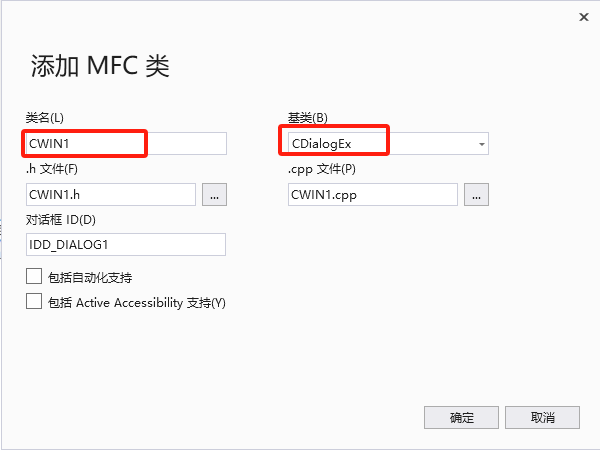 添加 MFC 类
类名(L)
基类(B)
CWIN1
CDialogEx
.h 文件(F)
.cpp 文件(P)
CWIN1.h
...
CWIN1.cpp
...
对话框 ID(D)
IDD_DIALOG1
包括自动化支持
包括 Active Accessibility 支持(Y)
确定
取消